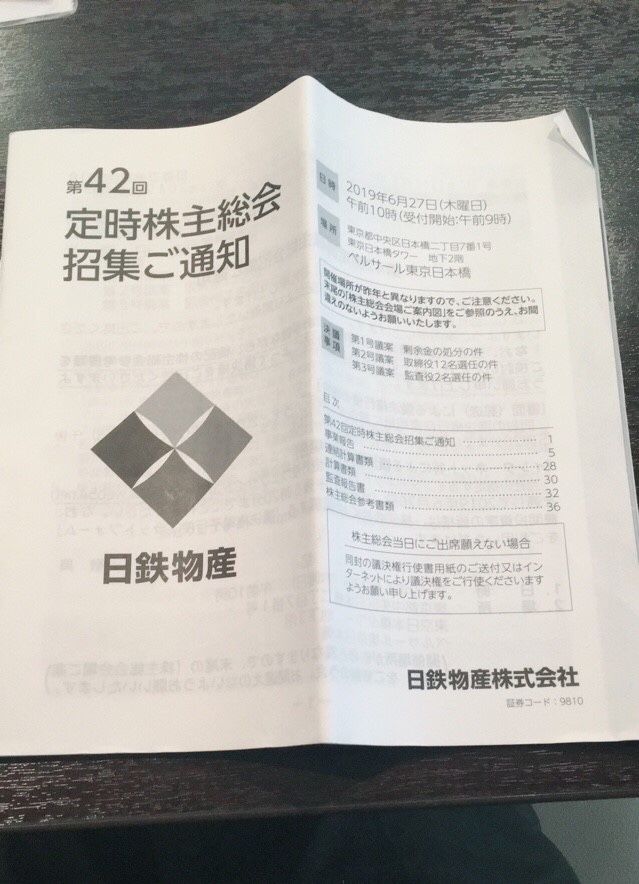 第42回
定時株主総会
招集ご通知
日鉄物産
日時
2019年6月27日(木曜日)
午前10時(受付開始:午前9時)
場所
東京都中央区日本橋二丁目7番1号
東京日本橋タワー 地下2階
ベルサール東京日本橋
開催場所が昨年と異なりますので、ご注意ください。
末尾の「株主総会会場ご案内図」をご参照のうえ、お間
違えのないようお願いいたします。
決議
事項
第1号議案 剰余金の処分の件
第2号議案 取締役12名選任の件
第3号議案 監査役2名選任の件
目次
第42回定時株主総会招集ご通知 1
事業報告 5
連結計算書類 28
計算書類 30
監査報告書 32
株主総会参考書類 36
株主総会当日にご出席願えない場合
同封の議決権行使書用紙のご送付又はイン
ターネットにより議決権をご行使くださいます
ようお願い申し上げます。
日鉄物産株式会社
証券コード:9810